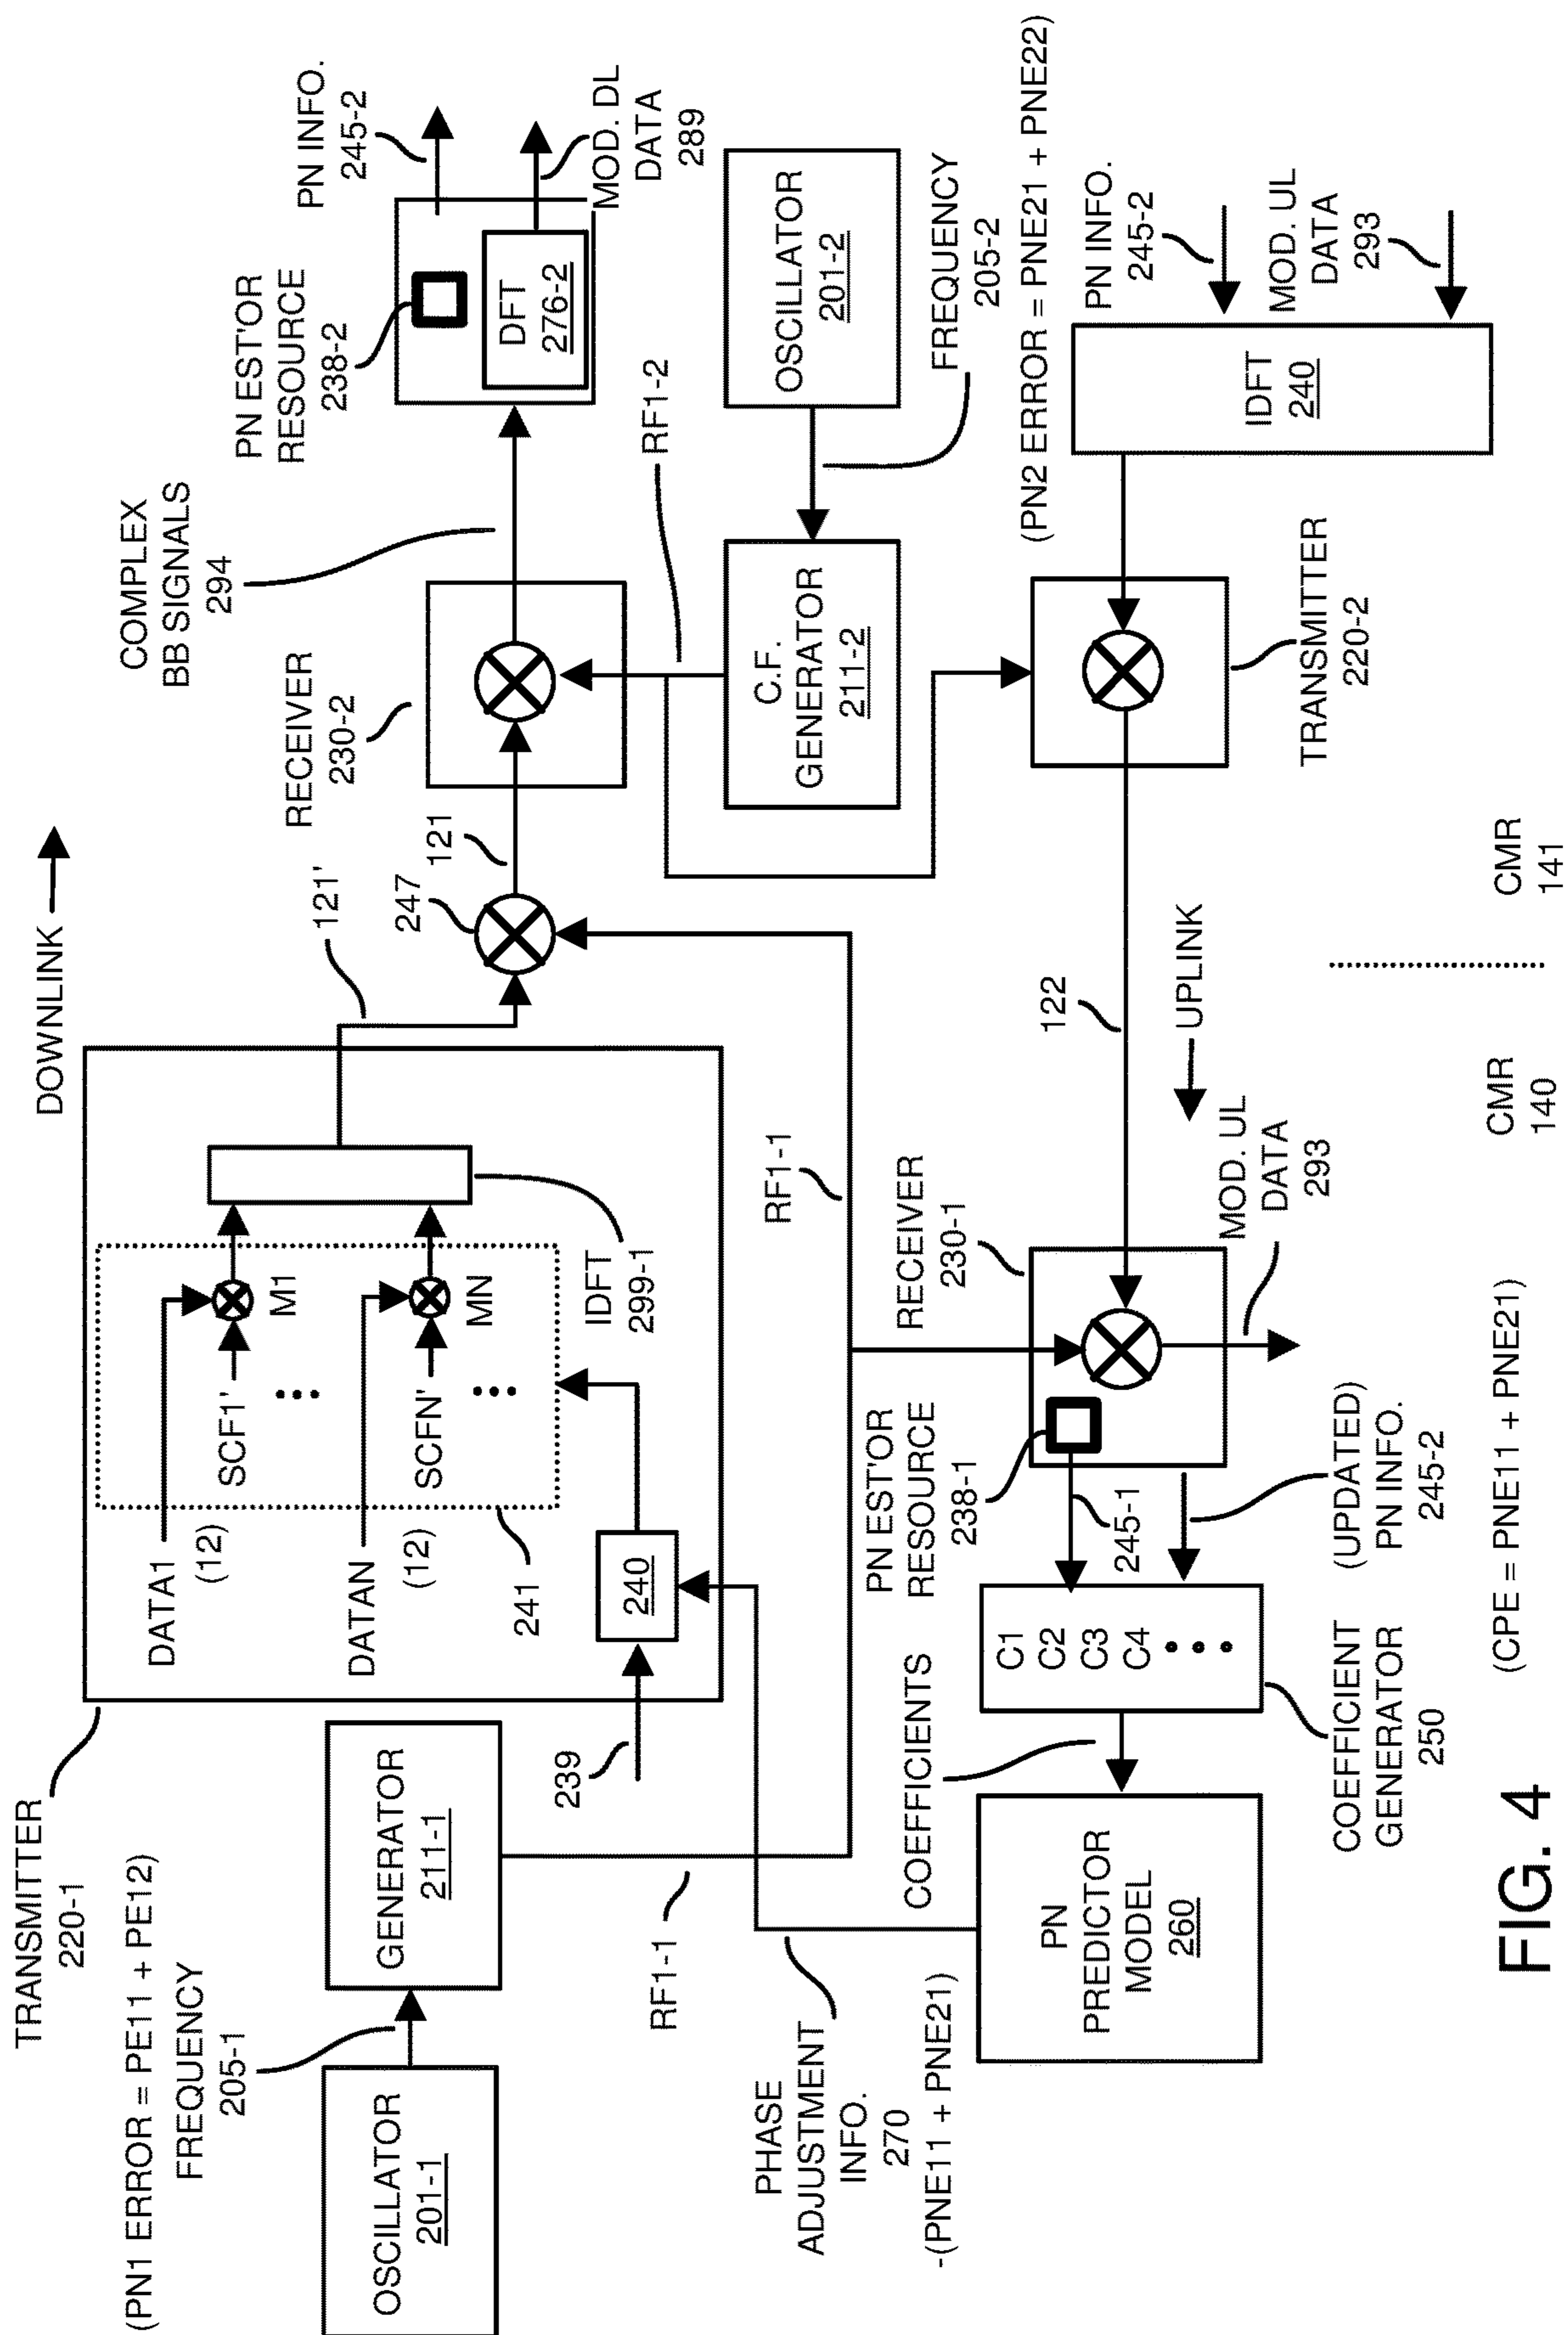 DOWNLINK
TRANSMITTER
220-1
(PN1 ERROR = PE11 + PE12)
FREQUENCY
205-1
OSCILLATOR
201-1
GENERATOR
211-1
RF1-1
DATA1
(12)
SCF1'
M1
DATAN
(12)
SCFN'
MN
241
239
240
IDFT
299-1
121'
247
121
RECEIVER
230-2
COMPLEX
BB SIGNALS
294
PN EST'OR
RESOURCE
238-2
DFT
276-2
PN INFO.
245-2
MOD. DL
DATA
289
RF1-2
C.F.
GENERATOR
211-2
OSCILLATOR
201-2
FREQUENCY
205-2
(PN2 ERROR = PNE21 + PNE22)
RF1-1
PHASE
ADJUSTMENT
INFO.
270
-(PNE11 + PNE21)
PN
PREDICTOR
MODEL
260
COEFFICIENTS
C1
C2
C3
C4
COEFFICIENT
GENERATOR
250
PN EST'OR
RESOURCE
238-1
245-1
(UPDATED)
PN INFO.
245-2
RECEIVER
230-1
MOD. UL
DATA
293
122
UPLINK
TRANSMITTER
220-2
IDFT
240
PN INFO.
245-2
MOD. UL
DATA
293
(CPE = PNE11 + PNE21)
CMR
140
CMR
141
FIG. 4